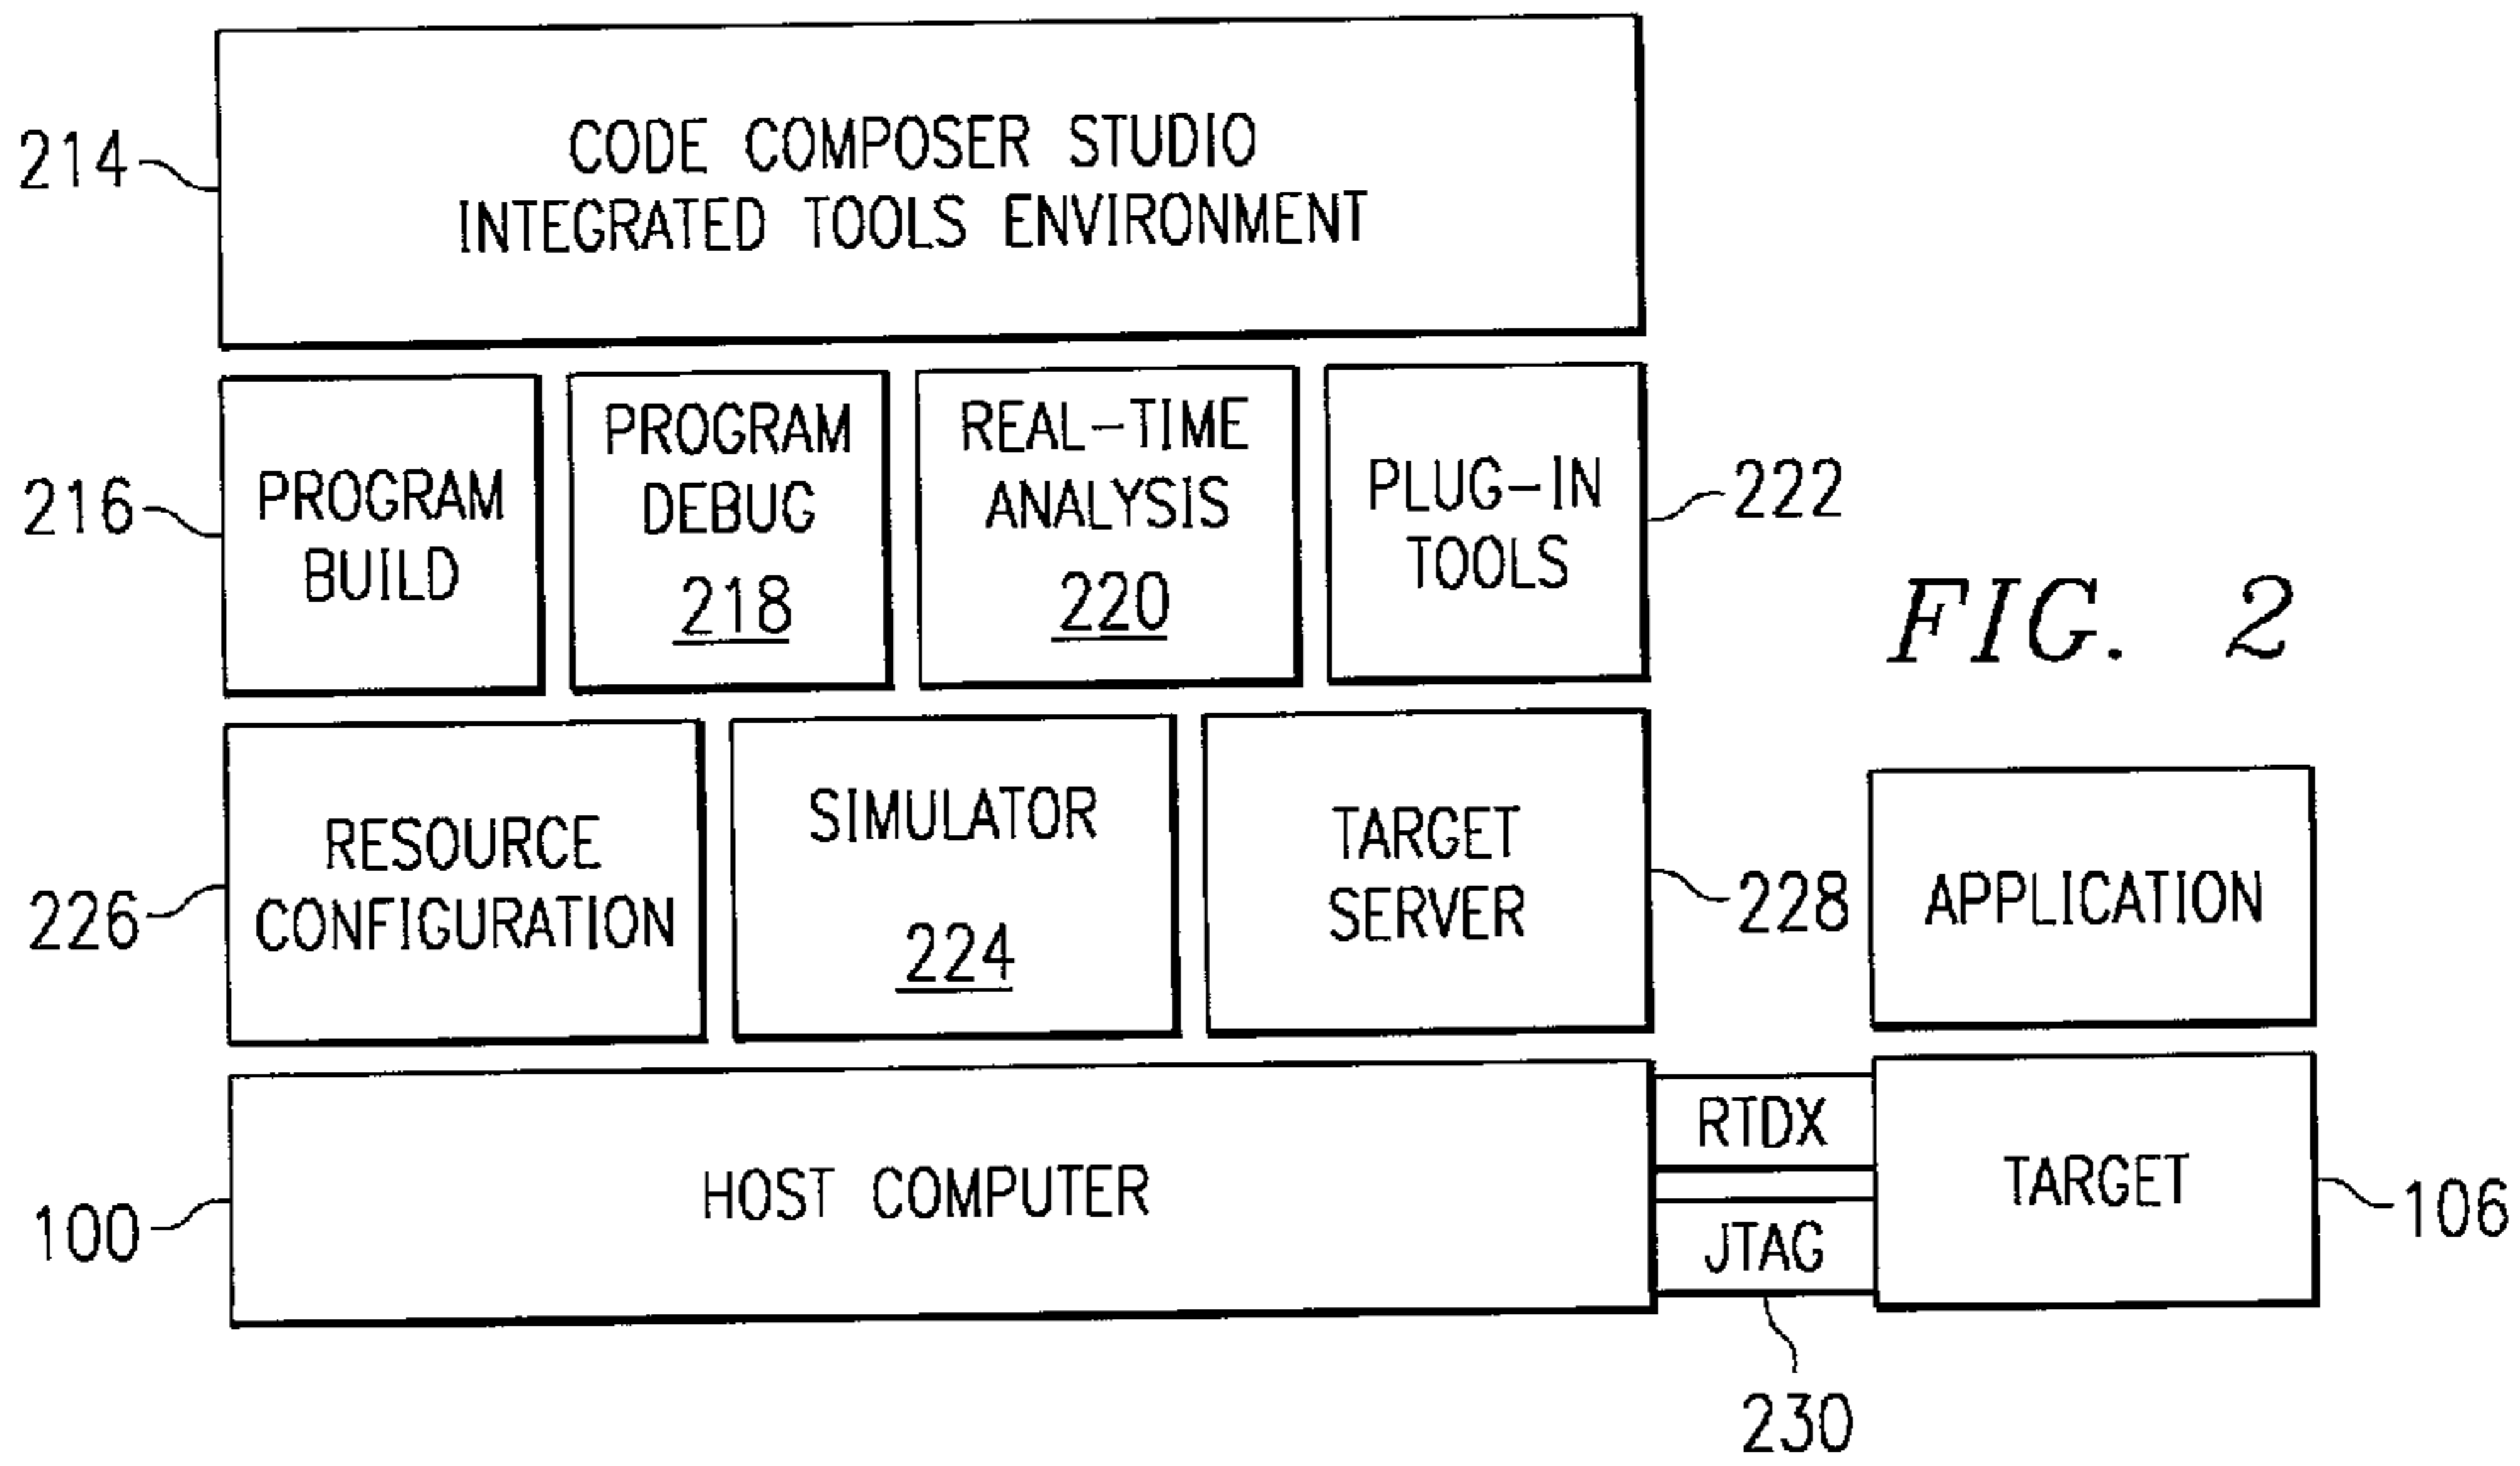 CODE COMPOSER STUDIO
INTEGRATED TOOLS ENVIRONMENT
214
PROGRAM
BUILD
216
PROGRAM
DEBUG
218
REAL-TIME
ANALYSIS
220
PLUG-IN
TOOLS
222
FIG. 2
RESOURCE
CONFIGURATION
226
SIMULATOR
224
TARGET
SERVER
228
APPLICATION
HOST COMPUTER
100
RTDX
JTAG
230
TARGET
106